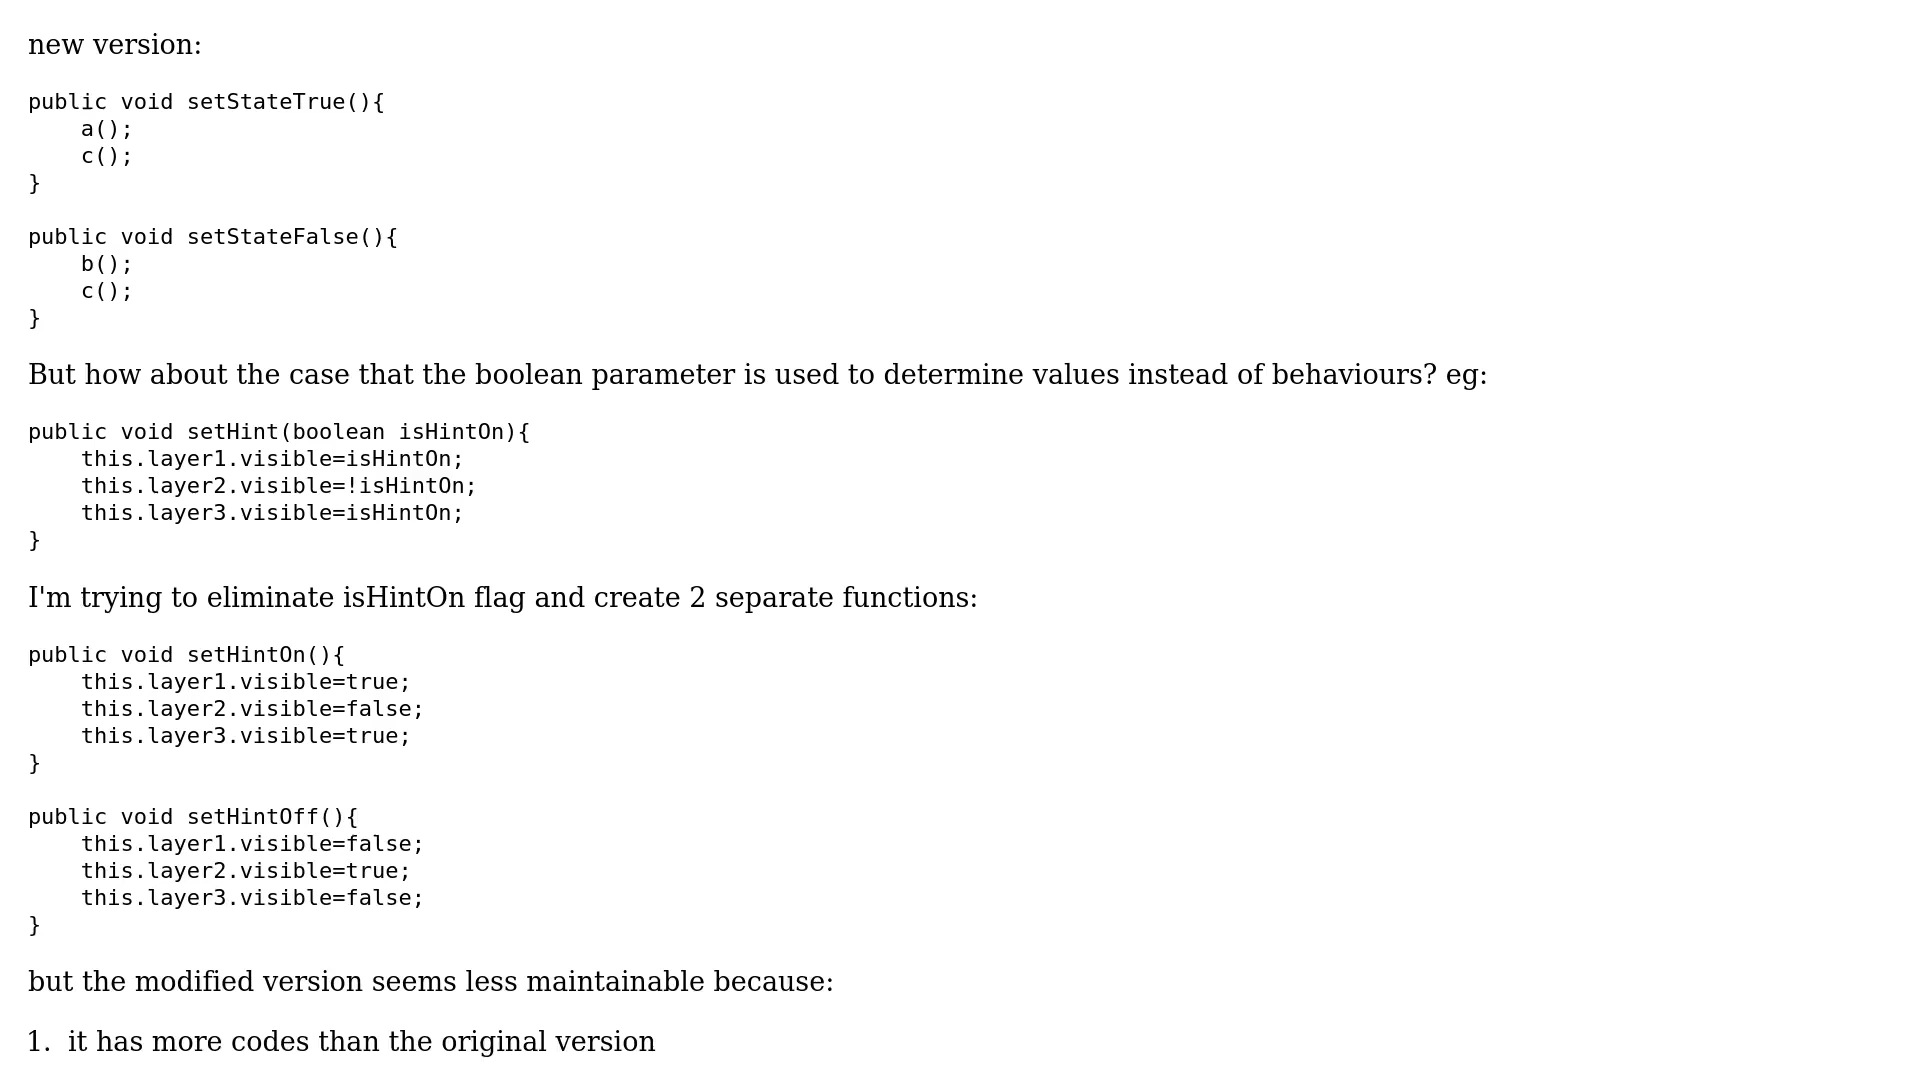 new version:
public void setStateTrue(){
    a();
    c();
}
public void setStateFalse(){
    b();
    c();
}
But how about the case that the boolean parameter is used to determine values instead of behaviours? eg:
public void setHint(boolean isHintOn){
    this.layer1.visible=isHintOn;
    this.layer2.visible=!isHintOn;
    this.layer3.visible=isHintOn;
}
I'm trying to eliminate isHintOn flag and create 2 separate functions:
public void setHintOn(){
    this.layer1.visible=true;
    this.layer2.visible=false;
    this.layer3.visible=true;
}
public void setHintOff(){
    this.layer1.visible=false;
    this.layer2.visible=true;
    this.layer3.visible=false;
}
but the modified version seems less maintainable because:
1. it has more codes than the original version